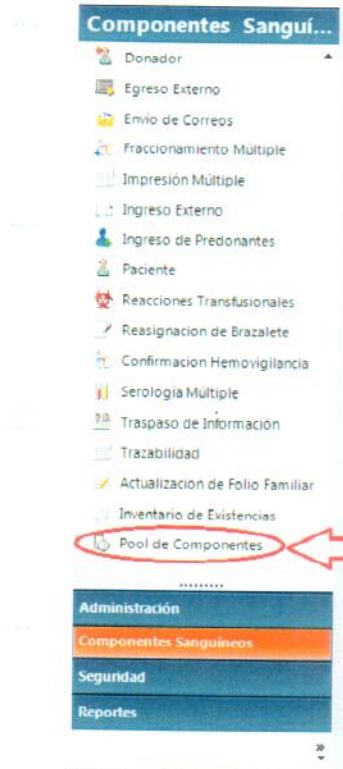 Componentes Sanguí...
Donador
Egreso Externo
Envio de Correos
Fraccionamiento Múltiple
Impresión Múltiple
Ingreso Externo
Ingreso de Predonantes
Paciente
Reacciones Transfusionales
Reasignacion de Brazalete
Confirmacion Hemovigilancia
Serología Múltiple
Traspaso de Información
Trazabilidad
Actualización de Folio Familiar
Inventario de Existencias
Pool de Componentes
Administración
Componentes Sanguíneos
Seguridad
Reportes